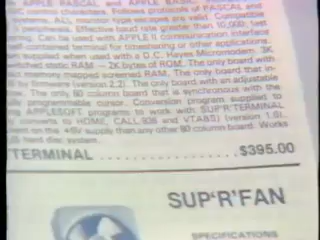 APPLE PASCAL and APPLE BASIC
Follows protocols of PASCAL and
systems. ALL monitor type escapes are valid. Compatible
peripherals. Effective baud rate greater than 10,000,
Can be used with APPLE II communication interface
self-contained terminal for timesharing or other applications.
supplied when used with a D.C. Hayes Micromodem. 3K
static RAM — 2K bytes of ROM. The only board with
memory mapped screened RAM. The only board that in-
by firmware (version 2.2). The only board with an adjustable
The only 80 column board that is synchronous with the
programmable cursor. Conversion program supplied to
APPLESOFT programs to work with SUP'R'TERMINAL
converts to HOME, CALL-936 and VTABS) (version 1.0).
on the +5V supply than any other 80 column board. Works
hard disc system.
TERMINAL ........................ $395.00
SUP'R'FAN
SPECIFICATIONS